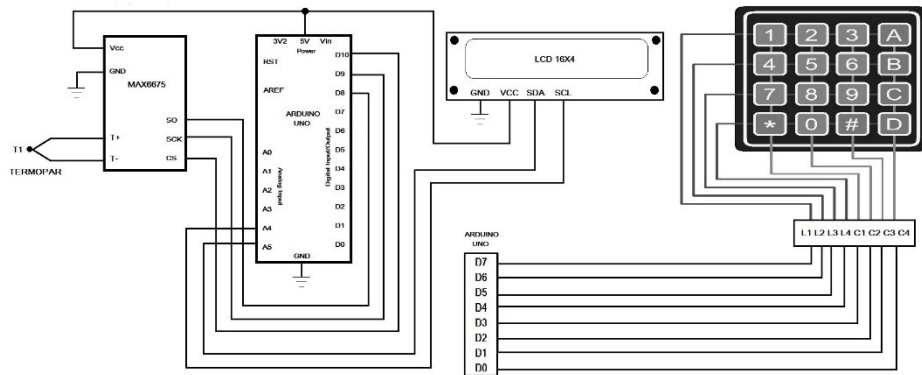 Vcc
GND
MAX6675
SO
SCK
CS
T+
T-
T1
TERMOPAR
3V2 5V Vin
Power
RST
AREF
ARDUINO
UNO
A0
A1
A2
A3
A4
A5
Analog Input
Digital Input/Output
D10
D9
D8
D7
D6
D5
D4
D3
D2
D1
D0
GND
LCD 16X4
GND VCC SDA SCL
1 2 3 A
4 5 6 B
7 8 9 C
* 0 # D
L1 L2 L3 L4 C1 C2 C3 C4
ARDUINO
UNO
D7
D6
D5
D4
D3
D2
D1
D0